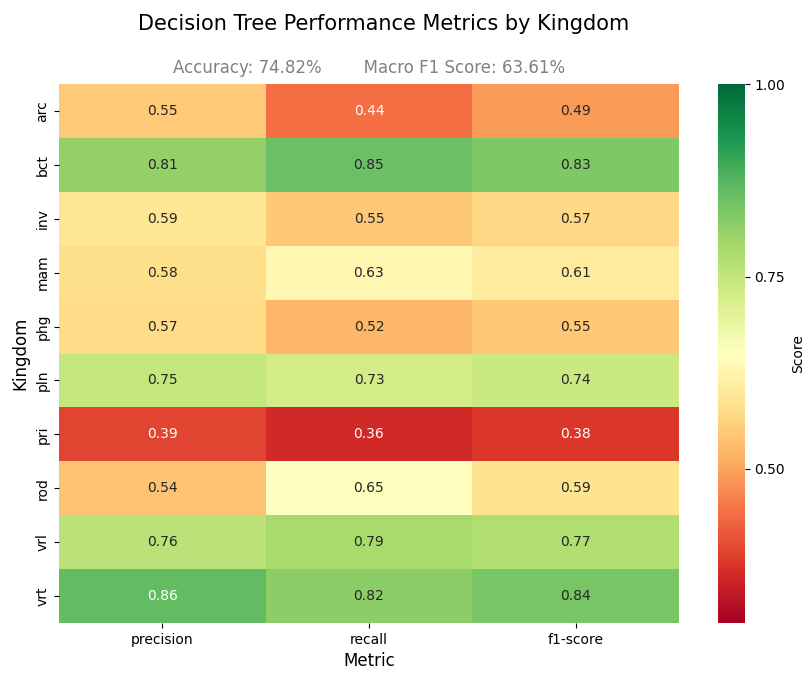 Decision Tree Performance Metrics by Kingdom
Accuracy: 74.82% Macro F1 Score: 63.61%
Kingdom
arc 0.55 0.44 0.49
bct 0.81 0.85 0.83
inv 0.59 0.55 0.57
mam 0.58 0.63 0.61
phg 0.57 0.52 0.55
pln 0.75 0.73 0.74
pri 0.39 0.36 0.38
rod 0.54 0.65 0.59
vrl 0.76 0.79 0.77
vrt 0.86 0.82 0.84
precision recall f1-score
Metric
1.00
0.75
0.50
Score